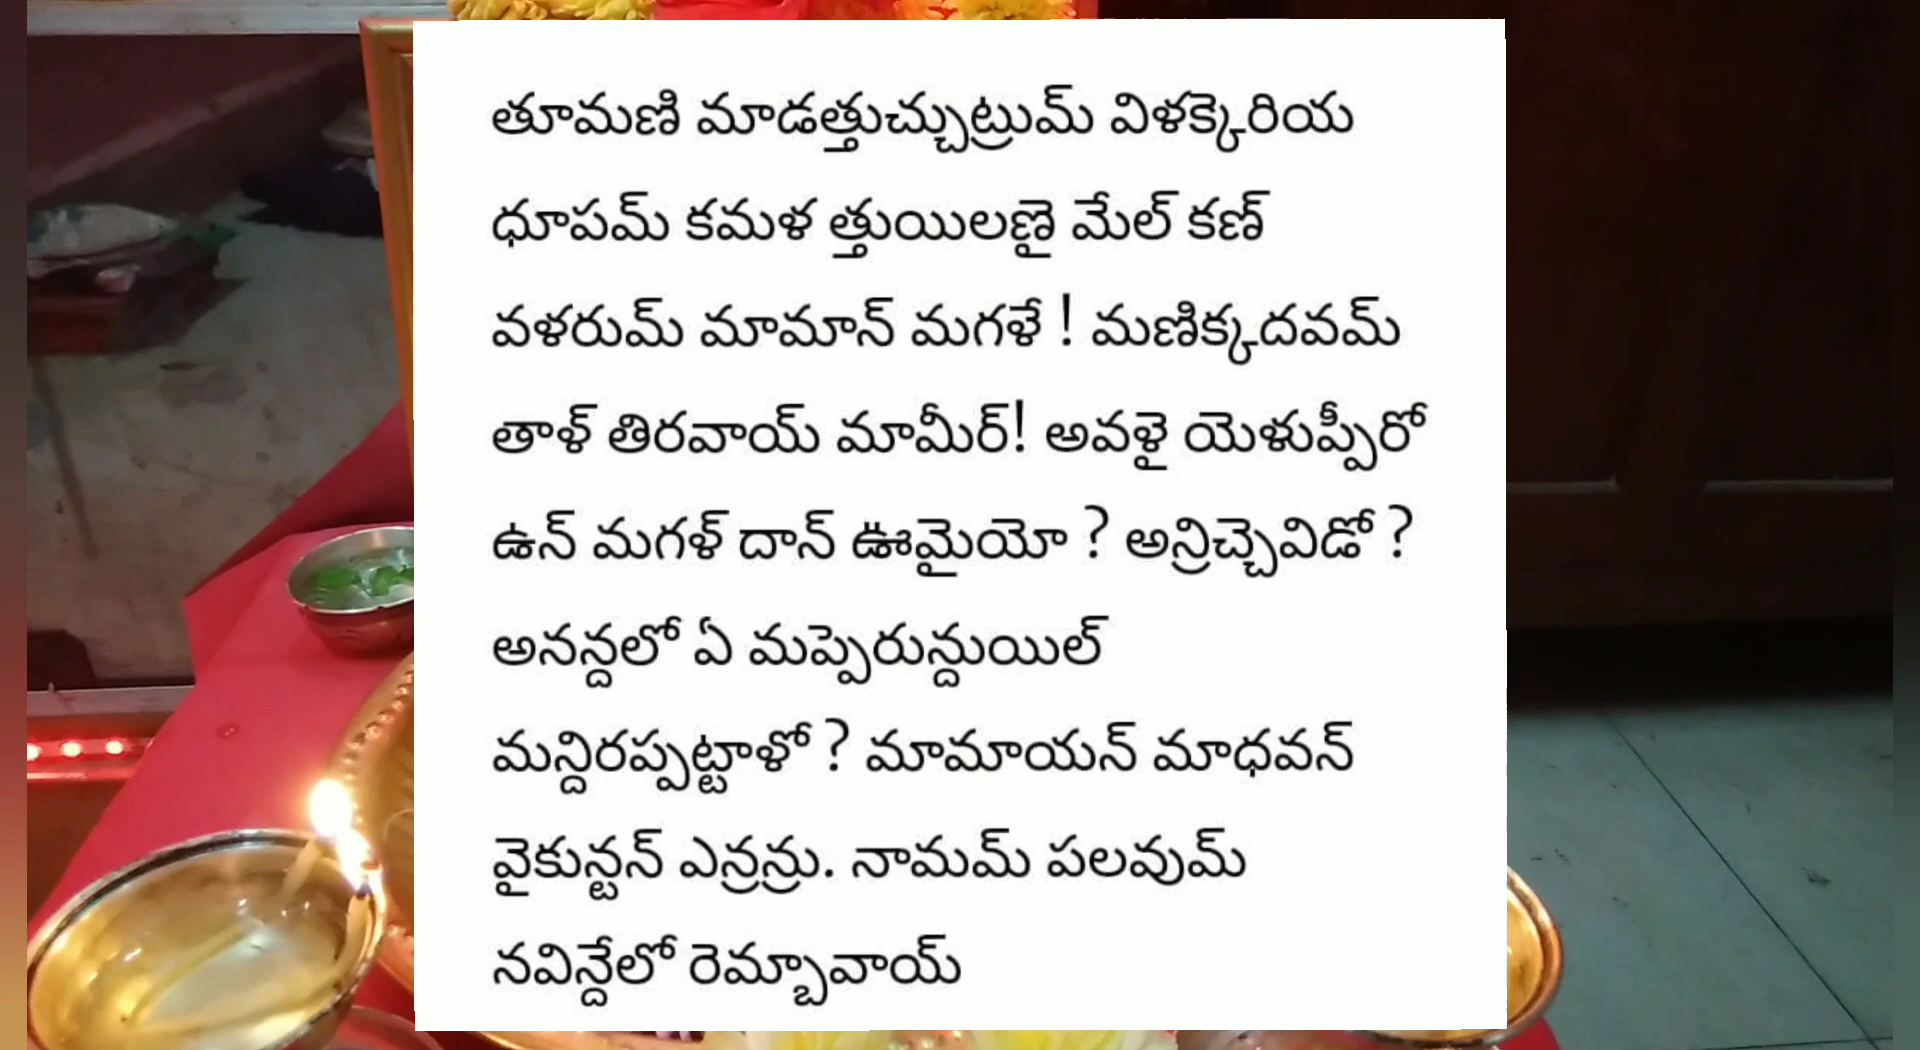 తూమణి మాడత్తుచ్చుట్రుమ్ విళక్కెరియ
ధూపమ్ కమళ త్తుయిలణై మేల్ కణ్
వళరుమ్ మామాన్ మగళే ! మణిక్కదవమ్
తాళ్ తిరవాయ్ మామీర్! అవళై యెళుప్పీరో
ఉన్ మగళ్ దాన్ ఊమైయో ? అన్రిచ్చెవిడో ?
అనన్దలో ఏ మప్పెరున్దుయిల్
మన్దిరప్పట్టాళో ? మామాయన్ మాధవన్
వైకున్టన్ ఎన్రన్రు. నామమ్ పలవుమ్
నవిన్దేలో రెమ్బావాయ్